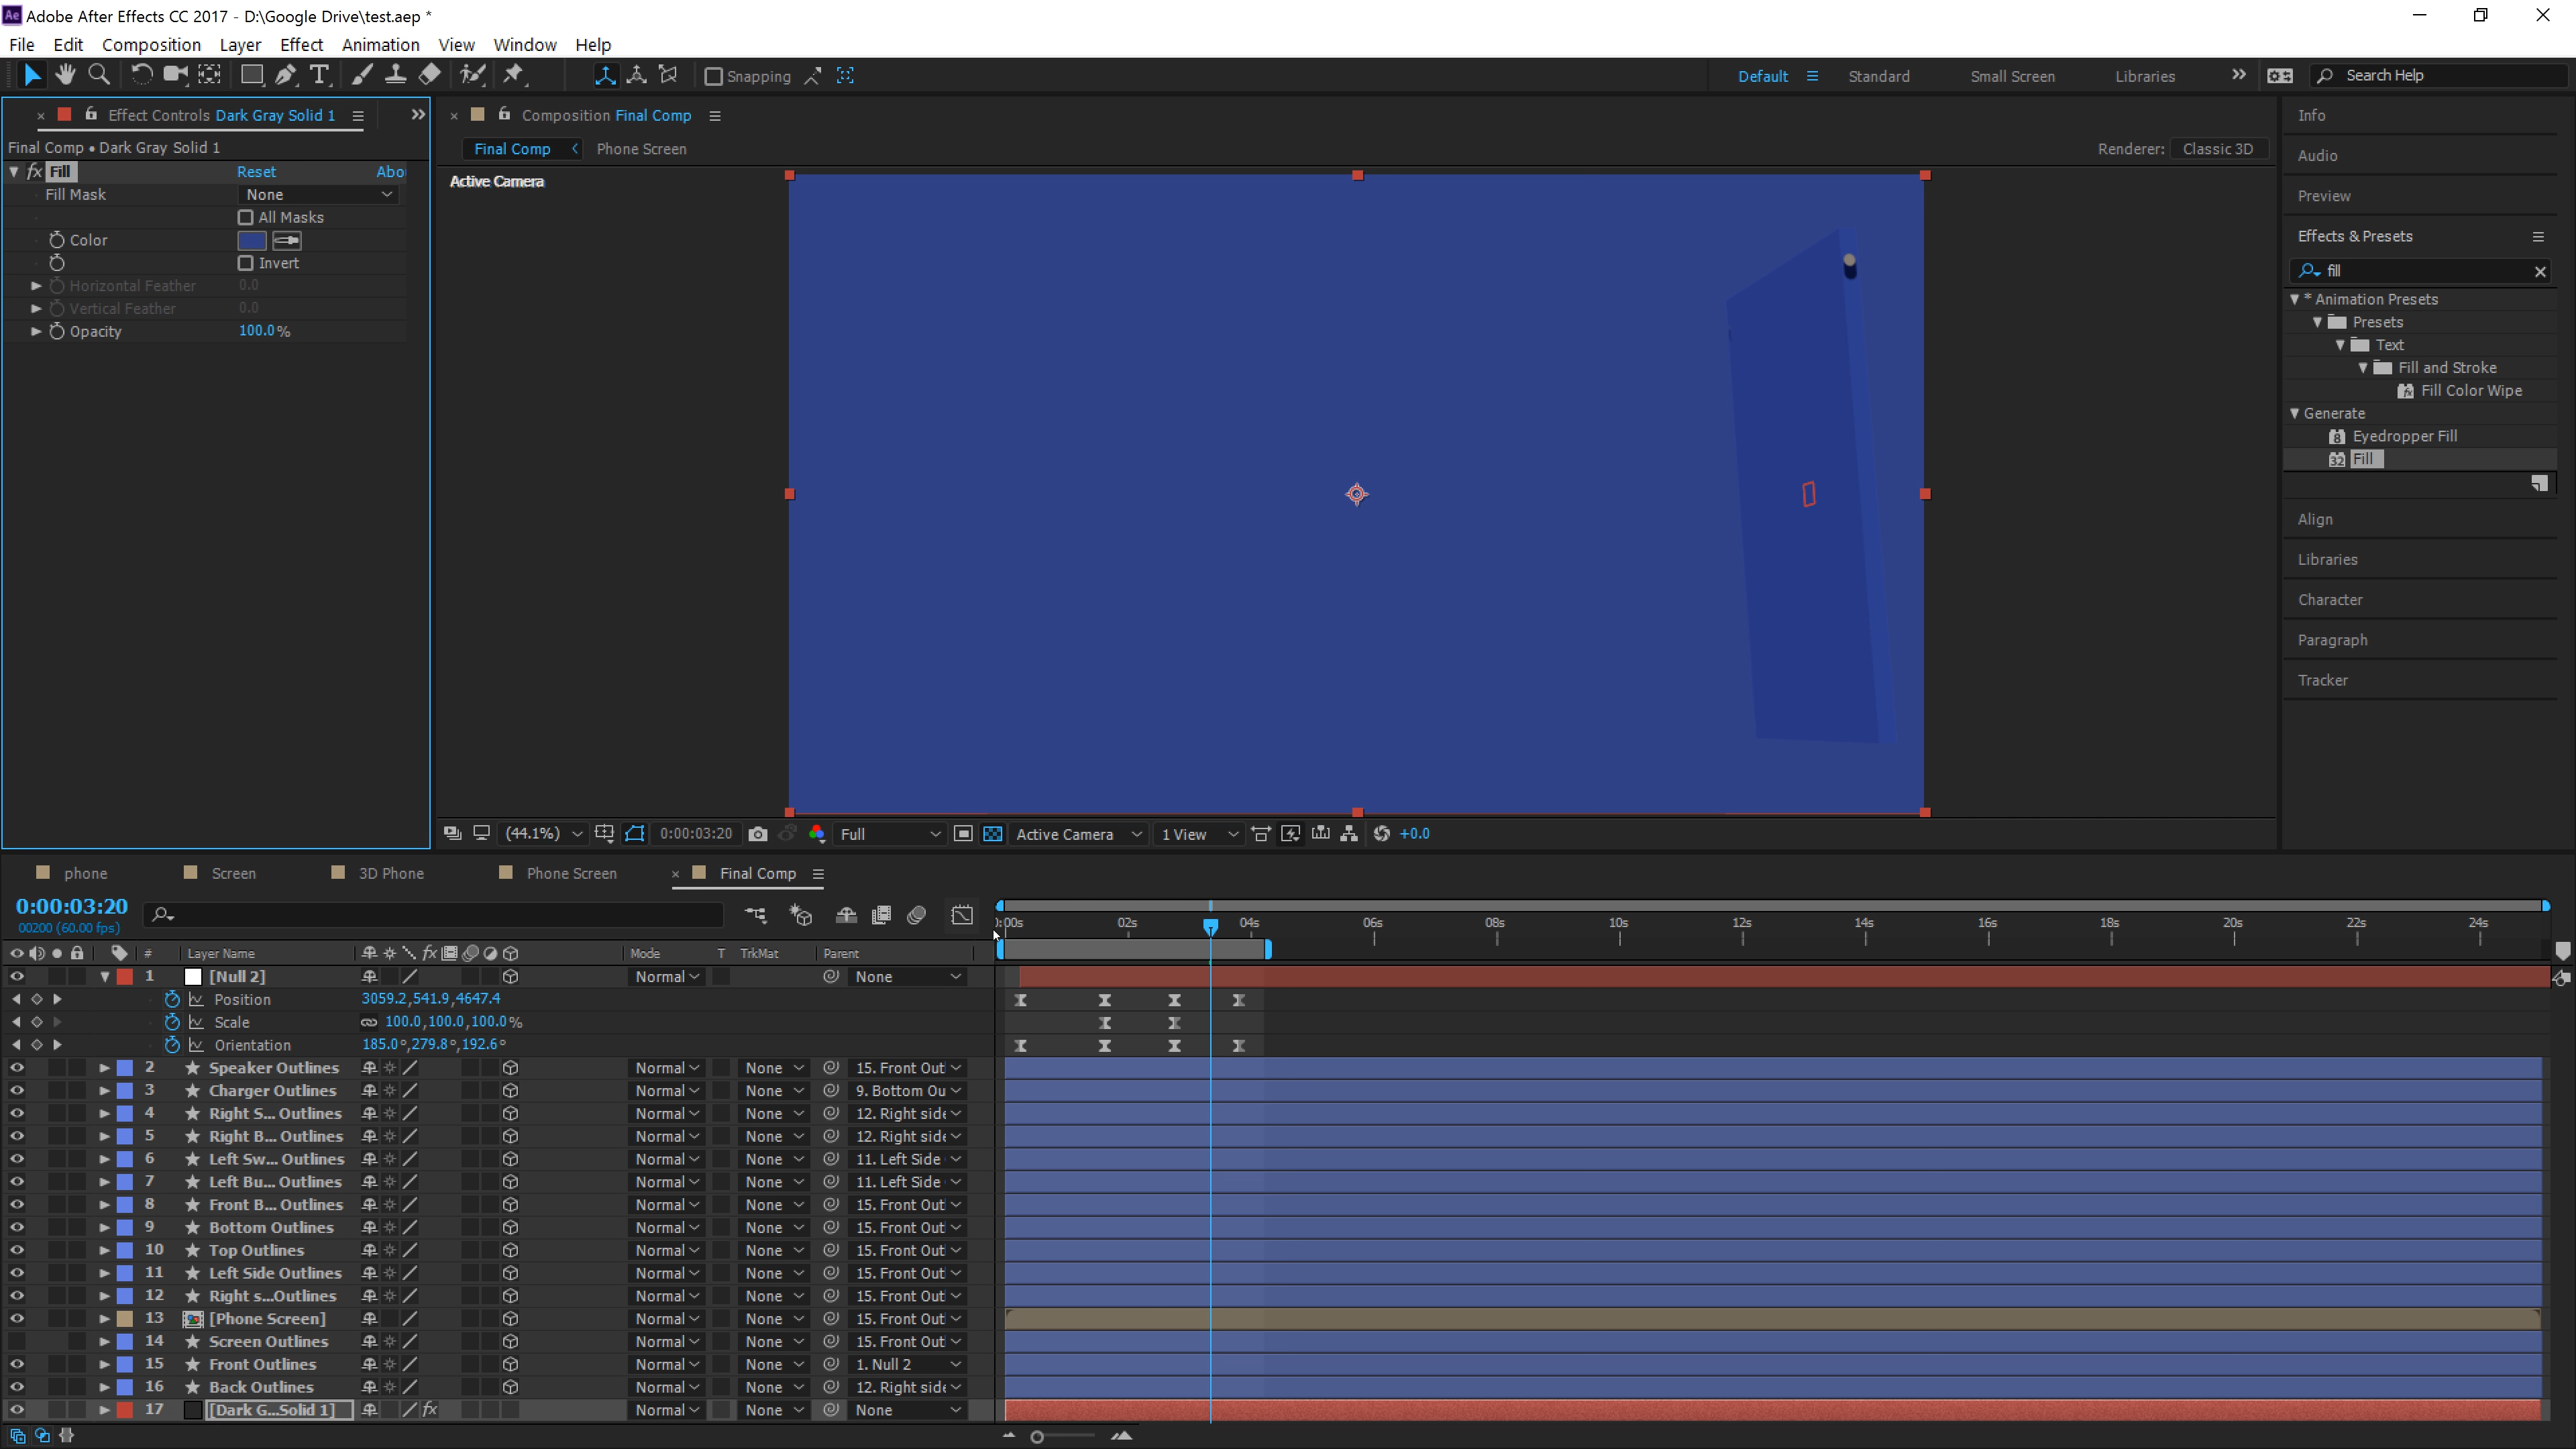 Ae Adobe After Effects CC 2017 - D:\Google Drive\test.aep *
File Edit Composition Layer Effect Animation View Window Help
Snapping Default Standard Small Screen Libraries Search Help
Effect Controls Dark Gray Solid 1
Final Comp • Dark Gray Solid 1
fx Fill Reset Abo
Fill Mask None
All Masks
Color
Invert
Horizontal Feather 0.0
Vertical Feather 0.0
Opacity 100.0%
Composition Final Comp
Final Comp Phone Screen Renderer: Classic 3D
Active Camera
(44.1%) 0:00:03:20 Full Active Camera 1 View +0.0
Info
Audio
Preview
Effects & Presets
fill
* Animation Presets
Presets
Text
Fill and Stroke
Fill Color Wipe
Generate
8 Eyedropper Fill
32 Fill
Align
Libraries
Character
Paragraph
Tracker
phone Screen 3D Phone Phone Screen Final Comp
0:00:03:20
00200 (60.00 fps)
):00s 02s 04s 06s 08s 10s 12s 14s 16s 18s 20s 22s 24s
# Layer Name fx Mode T TrkMat Parent
1 [Null 2] Normal None
Position 3059.2,541.9,4647.4
Scale 100.0,100.0,100.0%
Orientation 185.0°,279.8°,192.6°
2 Speaker Outlines Normal None 15. Front Out
3 Charger Outlines Normal None 9. Bottom Ou
4 Right S... Outlines Normal None 12. Right side
5 Right B... Outlines Normal None 12. Right side
6 Left Sw... Outlines Normal None 11. Left Side
7 Left Bu... Outlines Normal None 11. Left Side
8 Front B... Outlines Normal None 15. Front Out
9 Bottom Outlines Normal None 15. Front Out
10 Top Outlines Normal None 15. Front Out
11 Left Side Outlines Normal None 15. Front Out
12 Right s...Outlines Normal None 15. Front Out
13 [Phone Screen] Normal None 15. Front Out
14 Screen Outlines Normal None 15. Front Out
15 Front Outlines Normal None 1. Null 2
16 Back Outlines Normal None 12. Right side
17 [Dark G...Solid 1] fx Normal None None